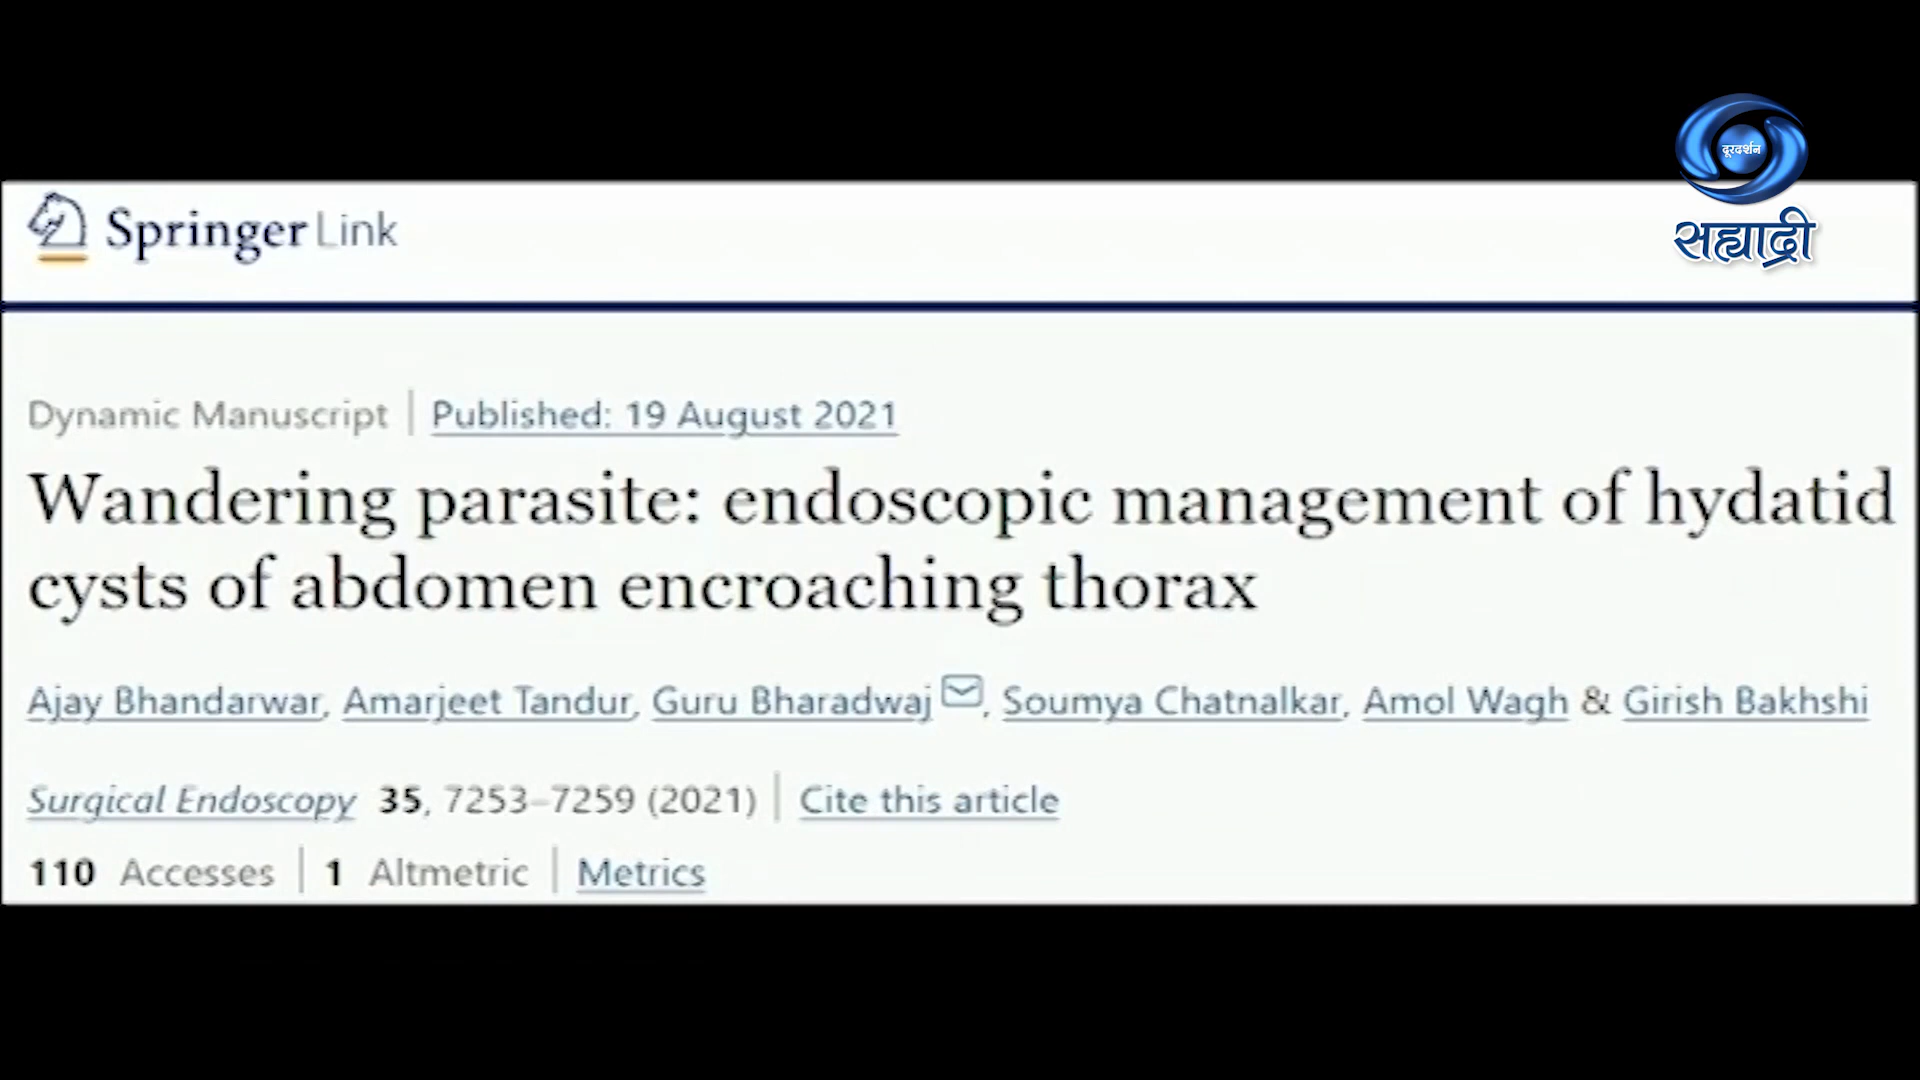 दूरदर्शन
सह्याद्री
Springer Link
Dynamic Manuscript | Published: 19 August 2021
Wandering parasite: endoscopic management of hydatid
cysts of abdomen encroaching thorax
Ajay Bhandarwar, Amarjeet Tandur, Guru Bharadwaj, Soumya Chatnalkar, Amol Wagh & Girish Bakhshi
Surgical Endoscopy 35, 7253–7259 (2021) | Cite this article
110 Accesses | 1 Altmetric | Metrics